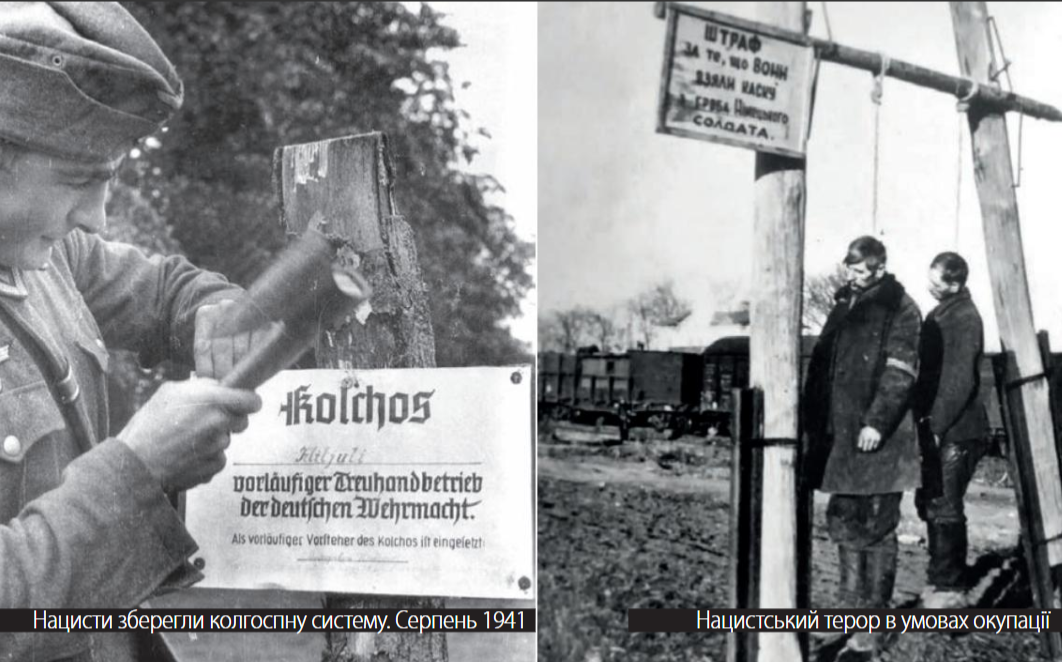 Kolchos
vorläufiger Treuhandbetrieb
der deutschen Wehrmacht.
Als vorläufiger Vorsteher des Kolchos ist eingesetzt:
Нацисти зберегли колгоспну систему. Серпень 1941
ШТРАФ
ЗА те, що ВОНИ
ВЗЯЛИ КАСКУ
З ГРОБА Німецького
СОЛДАТА.
Нацистський терор в умовах окупації